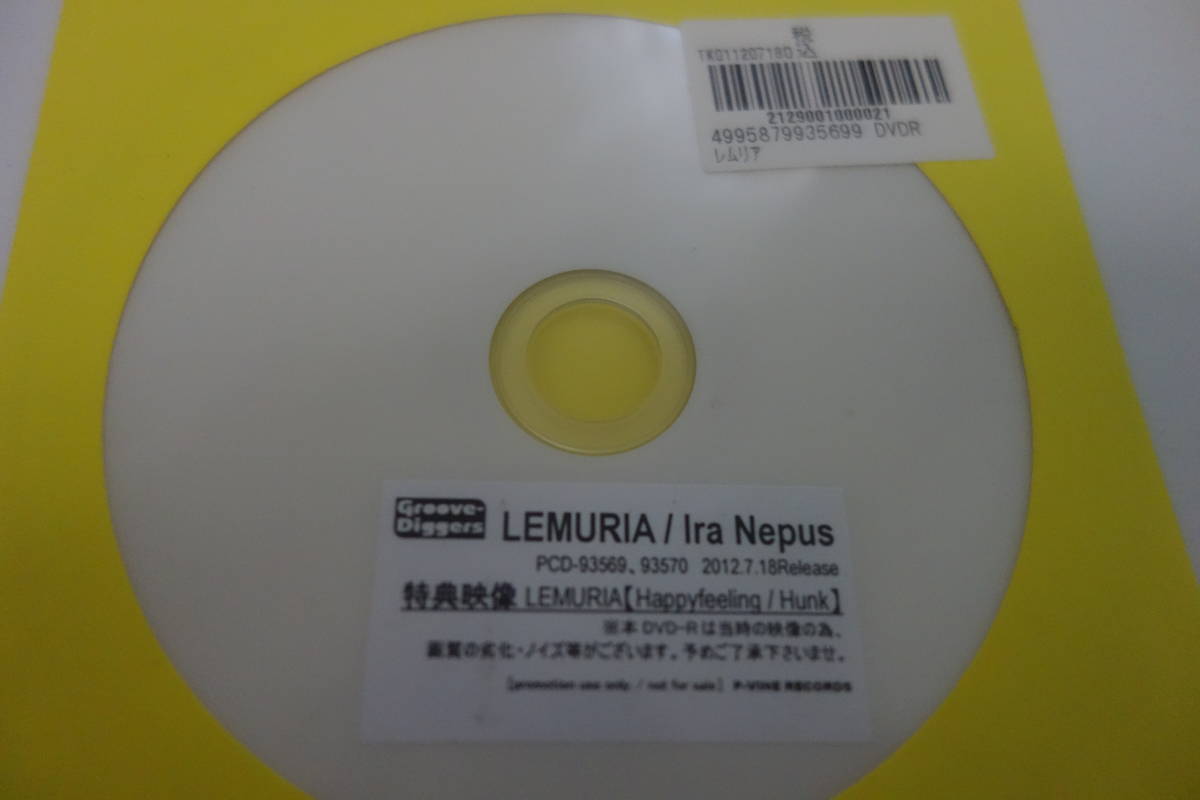 税込
TK01120718D
2129001000021
4995879935699 DVDR
レムリア
Groove-
Diggers
LEMURIA / Ira Nepus
PCD-93569、93570 2012.7.18Release
特典映像 LEMURIA【Happyfeeling / Hunk】
※本DVD-Rは当時の映像の為、
画質の劣化・ノイズ等がございます。予めご了承下さいませ。
[promotion use only. / not for sale] P-VINE RECORDS